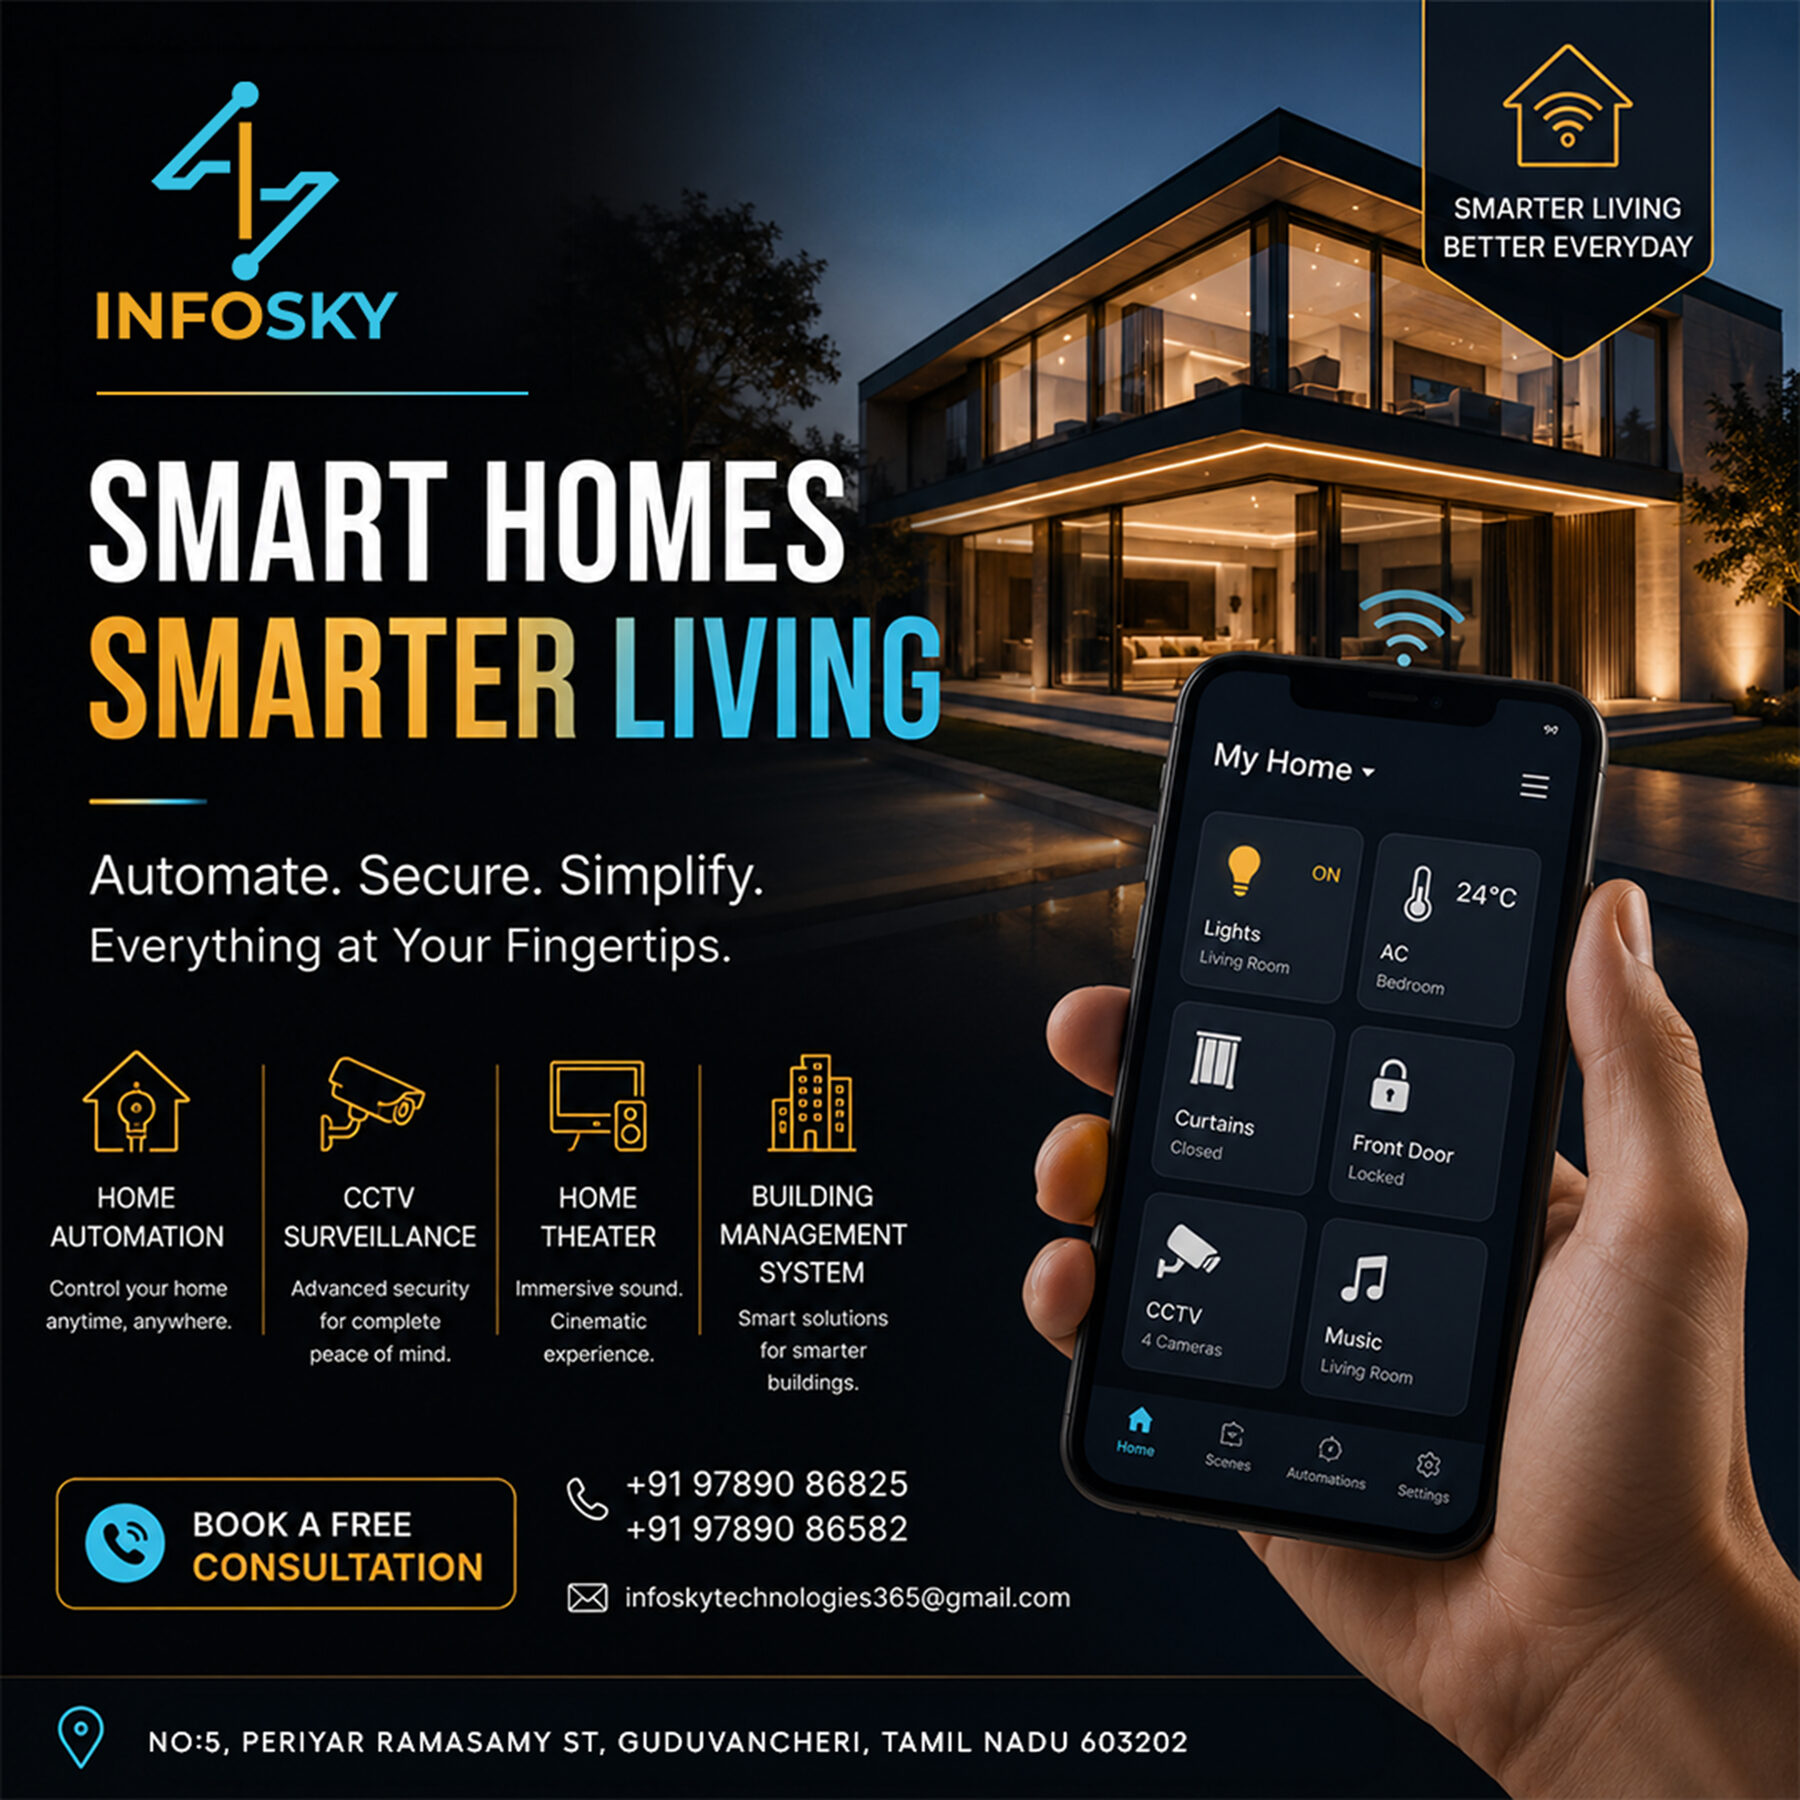 INFOSKY
SMARTER LIVING
BETTER EVERYDAY
SMART HOMES
SMARTER LIVING
Automate. Secure. Simplify.
Everything at Your Fingertips.
HOME
AUTOMATION
Control your home
anytime, anywhere.
CCTV
SURVEILLANCE
Advanced security
for complete
peace of mind.
HOME
THEATER
Immersive sound.
Cinematic
experience.
BUILDING
MANAGEMENT
SYSTEM
Smart solutions
for smarter
buildings.
My Home
ON
Lights
Living Room
24°C
AC
Bedroom
Curtains
Closed
Front Door
Locked
CCTV
4 Cameras
Music
Living Room
Home
Scenes
Automations
Settings
BOOK A FREE
CONSULTATION
+91 97890 86825
+91 97890 86582
infoskytechnologies365@gmail.com
NO:5, PERIYAR RAMASAMY ST, GUDUVANCHERI, TAMIL NADU 603202